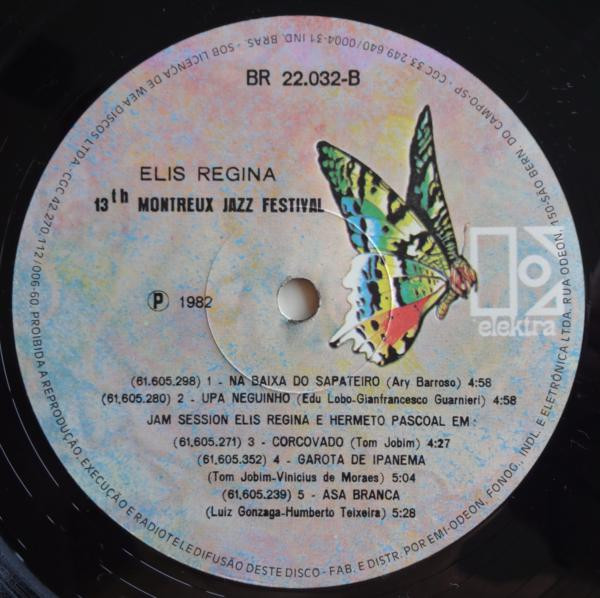 BR 22.032-B
ELIS REGINA
13th MONTREUX JAZZ FESTIVAL
P 1982
elektra
(61.605.298) 1 - NA BAIXA DO SAPATEIRO (Ary Barroso) 4:58
(61.605.280) 2 - UPA NEGUINHO (Edu Lobo-Gianfrancesco Guarnieri) 4:58
JAM SESSION ELIS REGINA E HERMETO PASCOAL EM:
(61.605.271) 3 - CORCOVADO (Tom Jobim) 4:27
(61.605.352) 4 - GAROTA DE IPANEMA
(Tom Jobim-Vinicius de Moraes) 5:04
(61.605.239) 5 - ASA BRANCA
(Luiz Gonzaga-Humberto Teixeira) 5:28
PROIBIDA A REPRODUÇÃO, EXECUÇÃO E RADIOTELEDIFUSÃO DESTE DISCO - FAB. E DISTR. POR EMI-ODEON, FONOG., INDL. E ELETRÔNICA LTDA. RUA ODEON, 150-SÃO BERN. DO CAMPO.SP - CGC 33 249 640/0004-31 IND. BRAS. - SOB LICENÇA DE WEA DISCOS LTDA. - CGC 42.270.112/006-60.